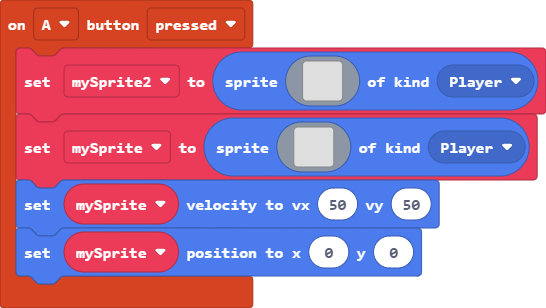 on A button pressed
set mySprite2 to sprite of kind Player
set mySprite to sprite of kind Player
set mySprite velocity to vx 50 vy 50
set mySprite position to x 0 y 0